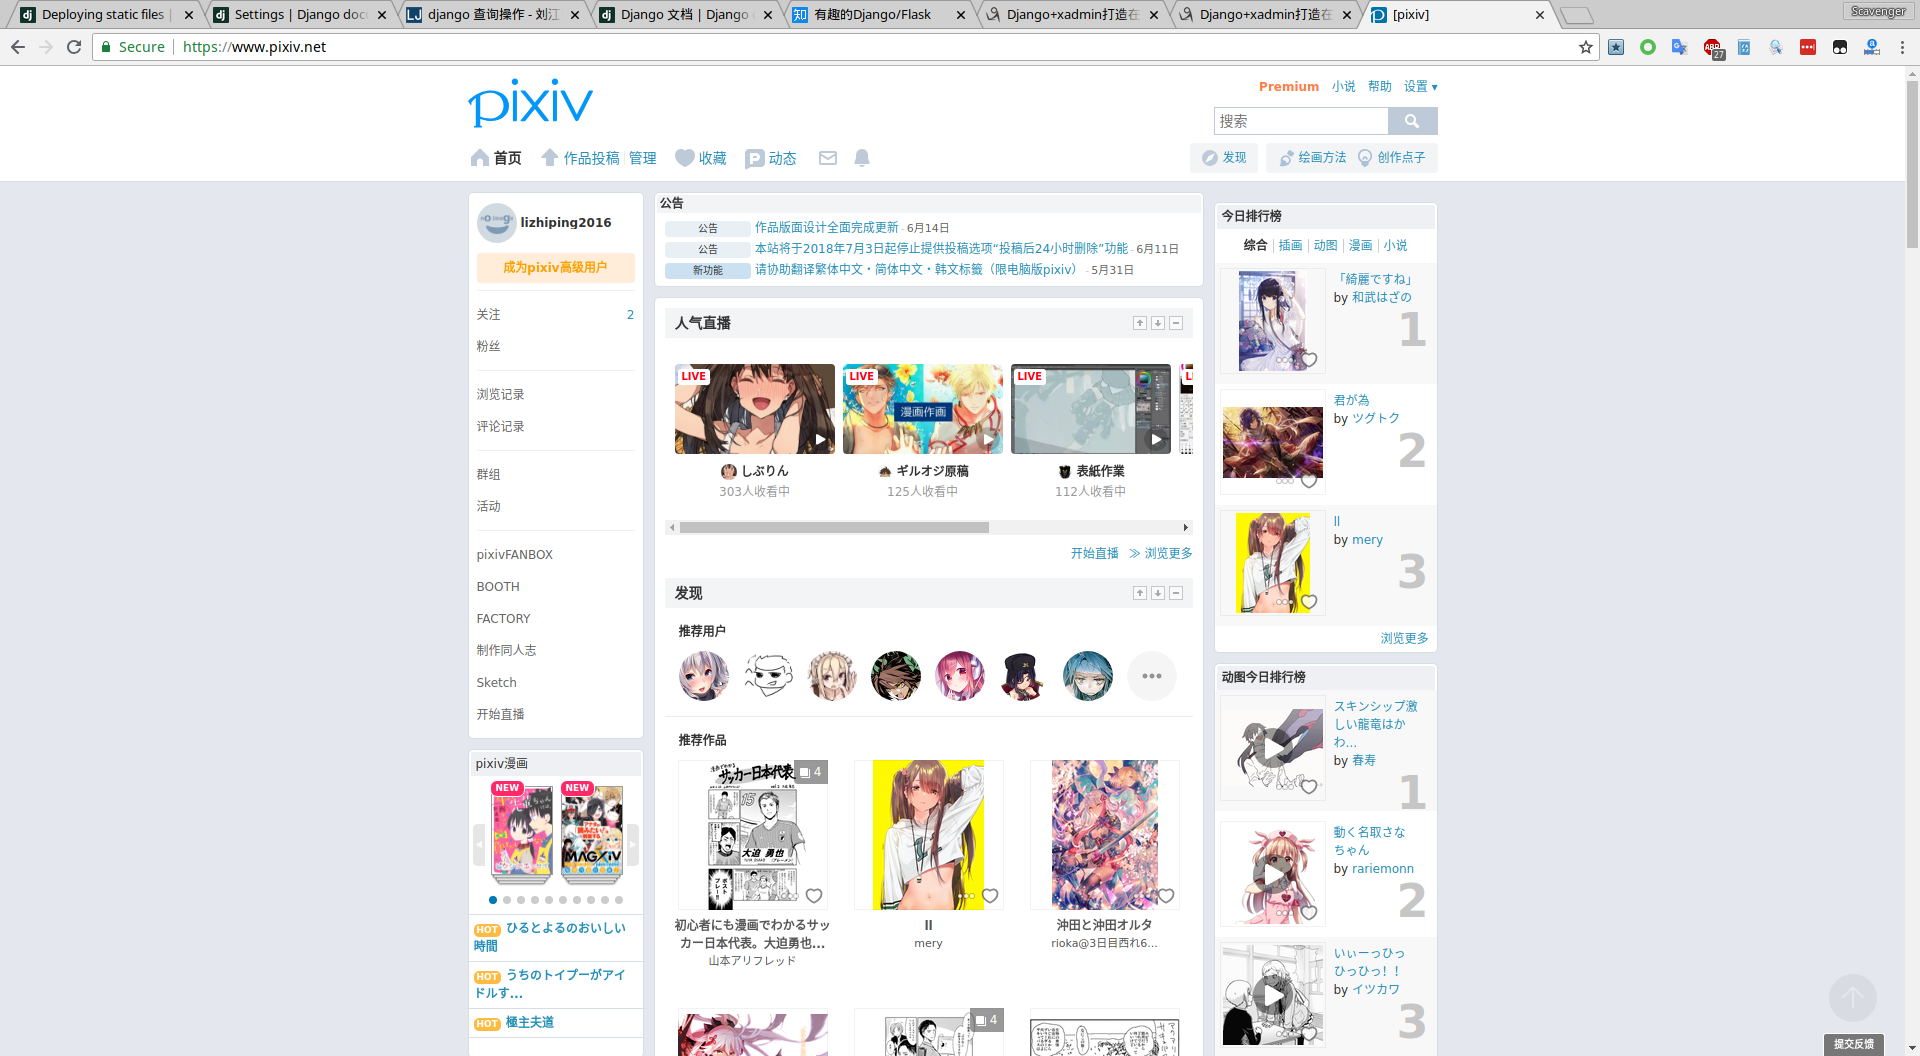 Deploying static files |
Settings | Django doc
django 查询操作 - 刘江
Django 文档 | Django
有趣的Django/Flask
Django+xadmin打造在
Django+xadmin打造在
[pixiv]
Scavenger
Secure
https://www.pixiv.net
27
pixiv
Premium 小说 帮助 设置 ▾
搜索
首页 作品投稿 管理 收藏 动态
发现 绘画方法 创作点子
no image
lizhiping2016
成为pixiv高级用户
关注 2
粉丝
浏览记录
评论记录
群组
活动
pixivFANBOX
BOOTH
FACTORY
制作同人志
Sketch
开始直播
pixiv漫画
NEW NEW
MAGXIV
HOT ひるとよるのおいしい
時間
HOT うちのトイプーがアイ
ドルす...
HOT 極主夫道
公告
公告 作品版面设计全面完成更新 - 6月14日
公告 本站将于2018年7月3日起停止提供投稿选项“投稿后24小时删除”功能 - 6月11日
新功能 请协助翻译繁体中文・简体中文・韩文标籤（限电脑版pixiv） - 5月31日
人气直播
LIVE LIVE LIVE
漫画作画
しぶりん ギルオジ原稿 表紙作業
303人收看中 125人收看中 112人收看中
开始直播 ≫ 浏览更多
发现
推荐用户
推荐作品
サッカー日本代表
4
15
大迫 勇也
初心者にも漫画でわかるサッ
カー日本代表。大迫勇也...
山本アリフレッド
II
mery
沖田と沖田オルタ
rioka@3日目西れ6...
4
今日排行榜
综合 插画 动图 漫画 小说
「綺麗ですね」
by 和武はざの
1
君が為
by ツグトク
2
II
by mery
3
浏览更多
动图今日排行榜
スキンシップ激
しい龍竜はか
わ...
by 春寿
1
動く名取さな
ちゃん
by rariemonn
2
いぃーっひっ
ひっひっ！！
by イツカワ
3
提交反馈